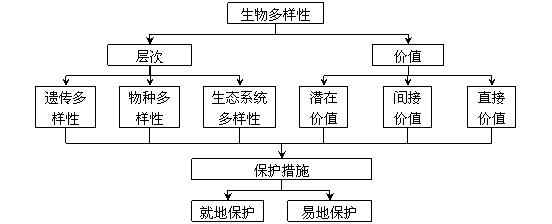 生物多样性
层次
价值
遗传多
样性
物种多
样性
生态系统
多样性
潜在
价值
间接
价值
直接
价值
保护措施
就地保护
易地保护